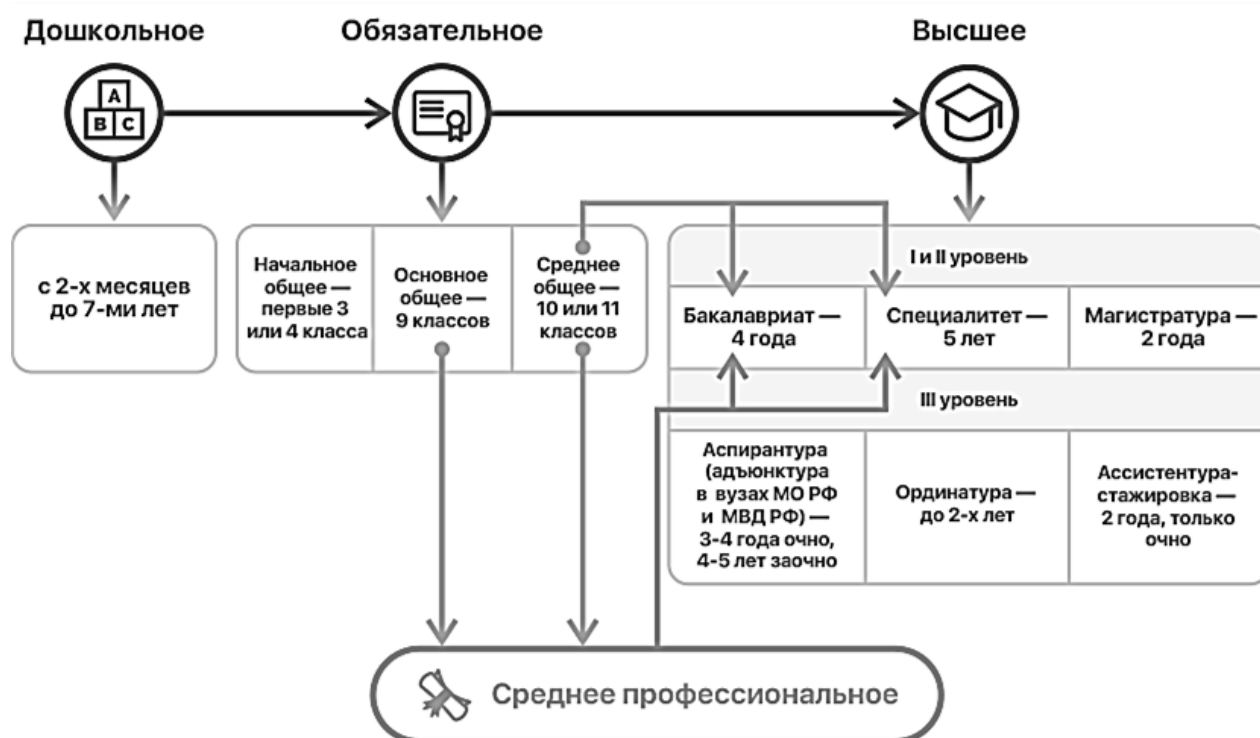 Дошкольное
Обязательное
Высшее
A
B C
с 2-х месяцев
до 7-ми лет
Начальное
общее —
первые 3
или 4 класса
Основное
общее —
9 классов
Среднее
общее —
10 или 11
классов
I и II уровень
Бакалавриат —
4 года
Специалитет —
5 лет
Магистратура —
2 года
III уровень
Аспирантура
(адъюнктура
в вузах МО РФ
и МВД РФ) —
3-4 года очно,
4-5 лет заочно
Ординатура —
до 2-х лет
Ассистентура-
стажировка —
2 года, только
очно
Среднее профессиональное